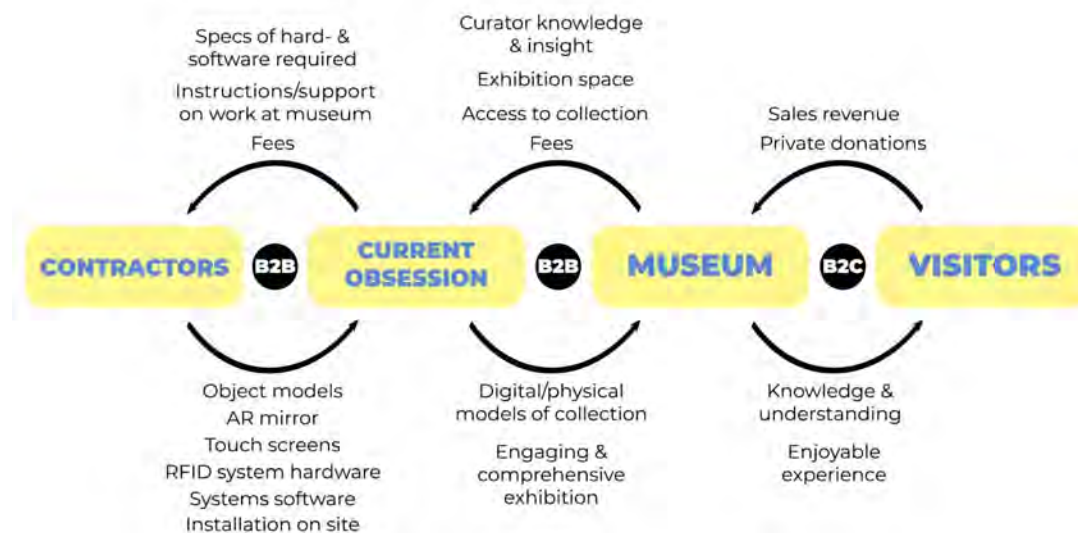 Specs of hard- &
software required
Instructions/support
on work at museum
Fees
Curator knowledge
& insight
Exhibition space
Access to collection
Fees
Sales revenue
Private donations
CONTRACTORS
B2B
CURRENT
OBSESSION
B2B
MUSEUM
B2C
VISITORS
Object models
AR mirror
Touch screens
RFID system hardware
Systems software
Installation on site
Digital/physical
models of collection
Engaging &
comprehensive
exhibition
Knowledge &
understanding
Enjoyable
experience